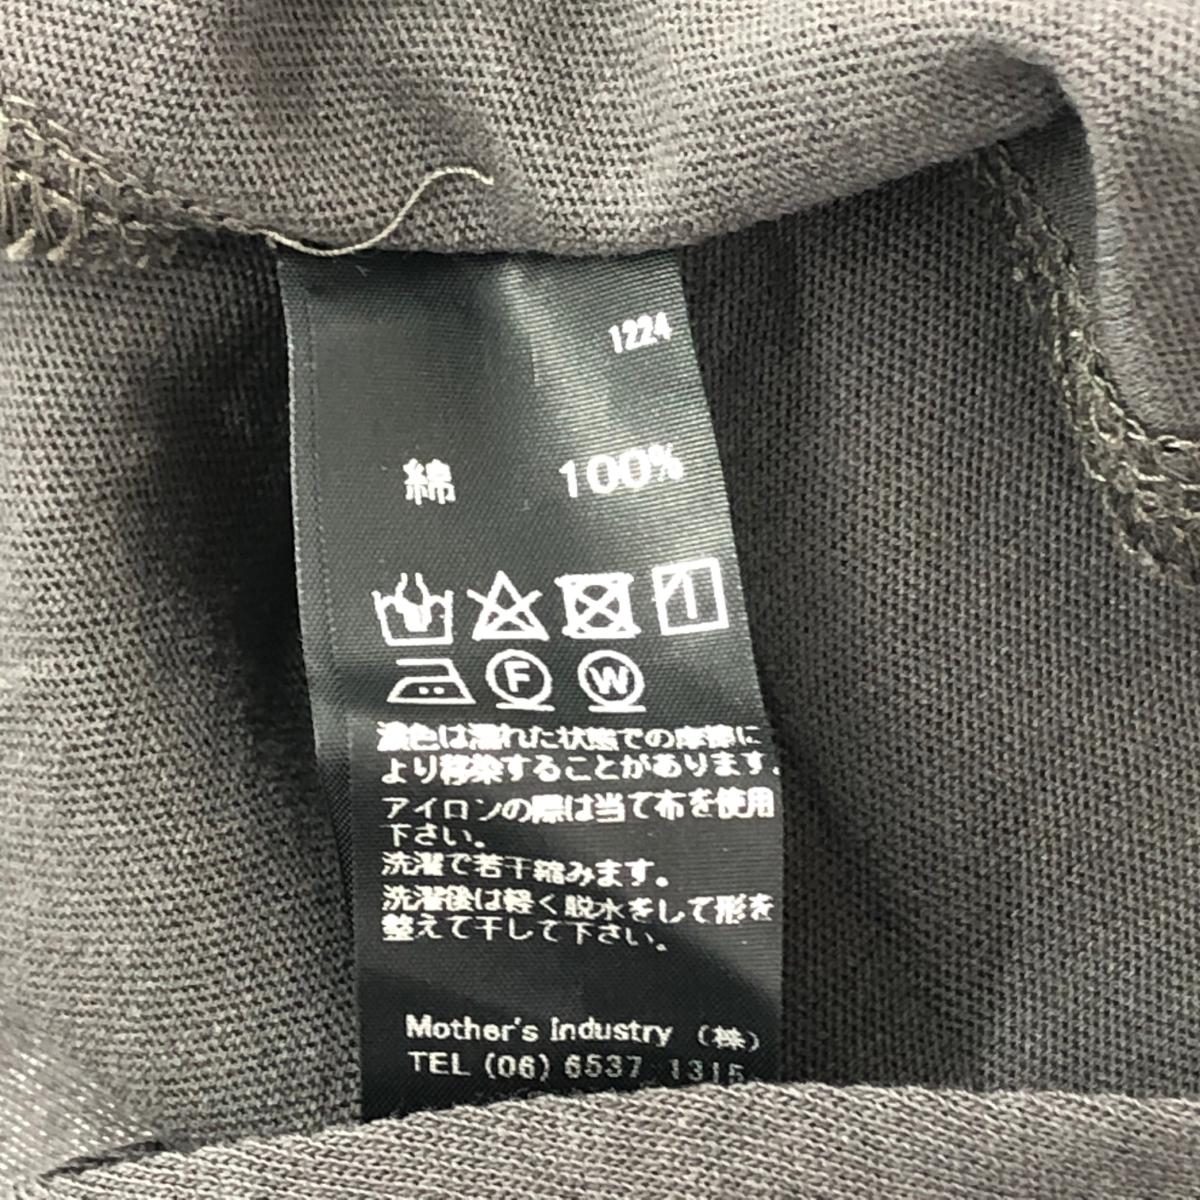 1224
綿 100%
F W
濃色は濡れた状態での摩擦に
より移染することがあります。
アイロンの際は当て布を使用
下さい。
洗濯で若干縮みます。
洗濯後は軽く脱水をして形を
整えて干して下さい。
Mother's Industry (株)
TEL (06) 6537 1315